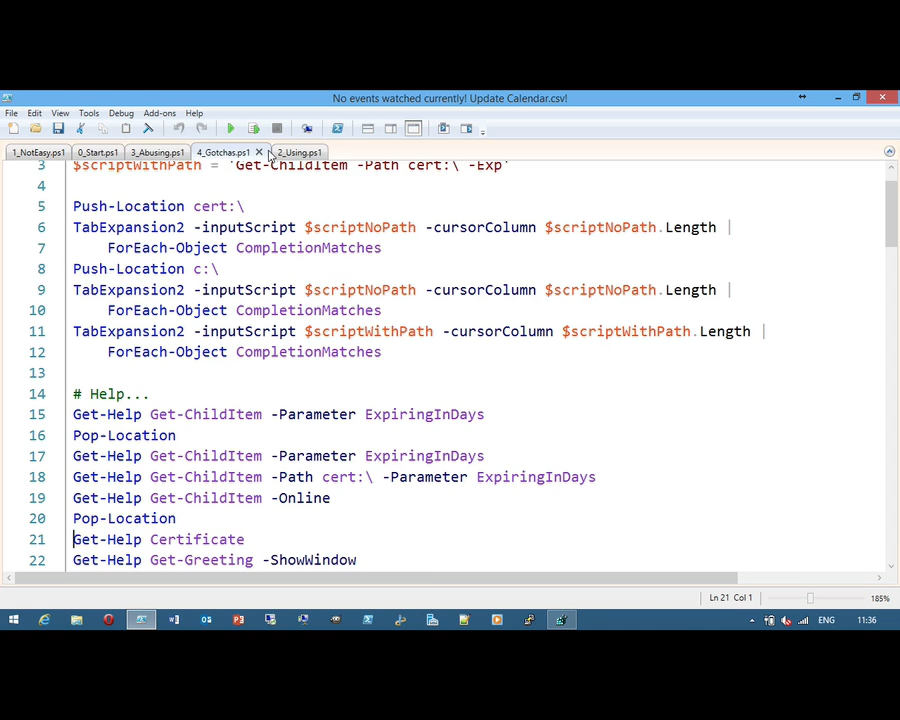 No events watched currently! Update Calendar.csv!
File Edit View Tools Debug Add-ons Help
1_NotEasy.ps1 0_Start.ps1 3_Abusing.ps1 4_Gotchas.ps1 2_Using.ps1
3 $scriptWithPath = 'Get-ChildItem -Path cert:\ -Exp'
4
5 Push-Location cert:\
6 TabExpansion2 -inputScript $scriptNoPath -cursorColumn $scriptNoPath.Length |
7 ForEach-Object CompletionMatches
8 Push-Location c:\
9 TabExpansion2 -inputScript $scriptNoPath -cursorColumn $scriptNoPath.Length |
10 ForEach-Object CompletionMatches
11 TabExpansion2 -inputScript $scriptWithPath -cursorColumn $scriptWithPath.Length |
12 ForEach-Object CompletionMatches
13
14 # Help...
15 Get-Help Get-ChildItem -Parameter ExpiringInDays
16 Pop-Location
17 Get-Help Get-ChildItem -Parameter ExpiringInDays
18 Get-Help Get-ChildItem -Path cert:\ -Parameter ExpiringInDays
19 Get-Help Get-ChildItem -Online
20 Pop-Location
21 Get-Help Certificate
22 Get-Help Get-Greeting -ShowWindow
Ln 21 Col 1 185%
ENG 11:36